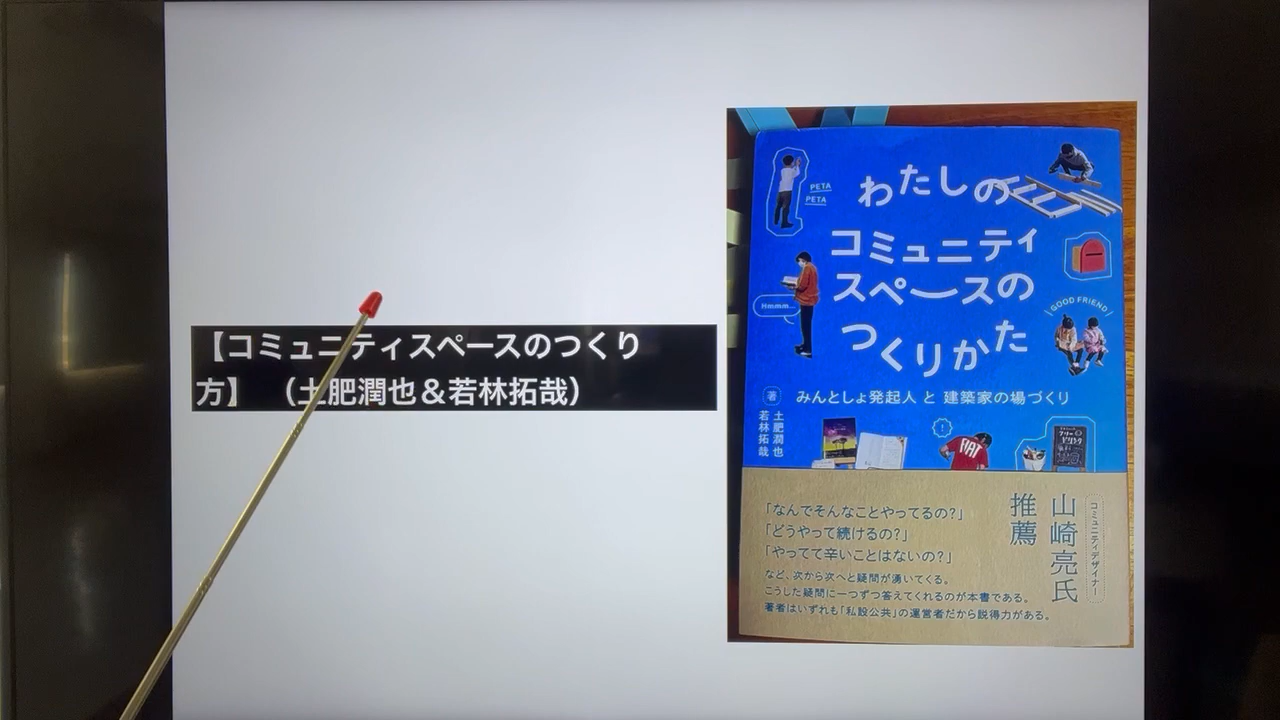 【コミュニティスペースのつくり
方】　（土肥潤也＆若林拓哉）
PETA
PETA
わたしの
コミュニティ
スペースの
つくりかた
Hmmm...
GOOD FRIEND
みんとしょ発起人 と 建築家の場づくり
著
土肥潤也
若林拓哉
!
FIAT
フリー
ドリンク
コミュニティデザイナー
山崎亮氏
推薦
「なんでそんなことやってるの?」
「どうやって続けるの?」
「やってて辛いことはないの?」
など、次から次へと疑問が湧いてくる。
こうした疑問に一つずつ答えてくれるのが本書である。
著者はいずれも「私設公共」の運営者だから説得力がある。